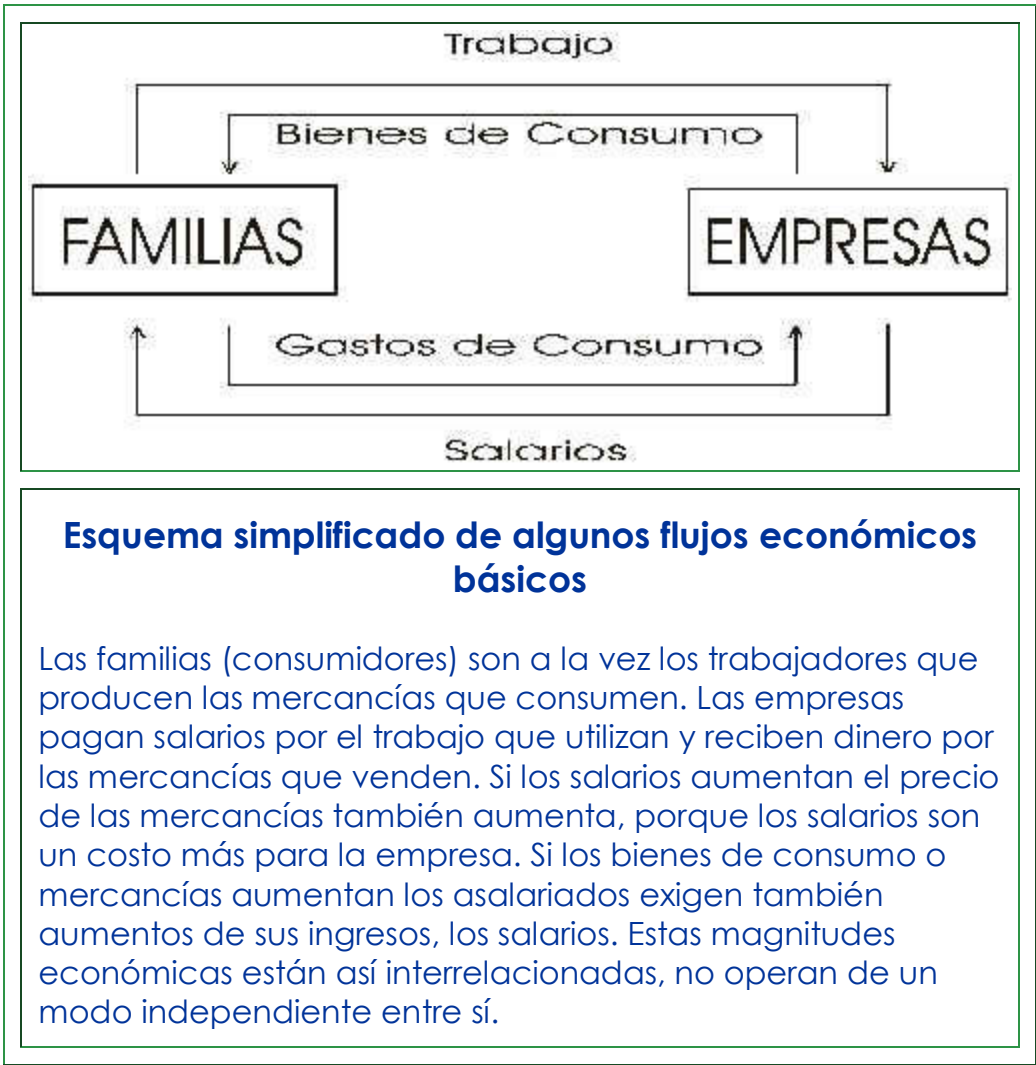 Trabajo
Bienes de Consumo
FAMILIAS
EMPRESAS
Gastos de Consumo
Salarios
Esquema simplificado de algunos flujos económicos
básicos
Las familias (consumidores) son a la vez los trabajadores que
producen las mercancías que consumen. Las empresas
pagan salarios por el trabajo que utilizan y reciben dinero por
las mercancías que venden. Si los salarios aumentan el precio
de las mercancías también aumenta, porque los salarios son
un costo más para la empresa. Si los bienes de consumo o
mercancías aumentan los asalariados exigen también
aumentos de sus ingresos, los salarios. Estas magnitudes
económicas están así interrelacionadas, no operan de un
modo independiente entre sí.